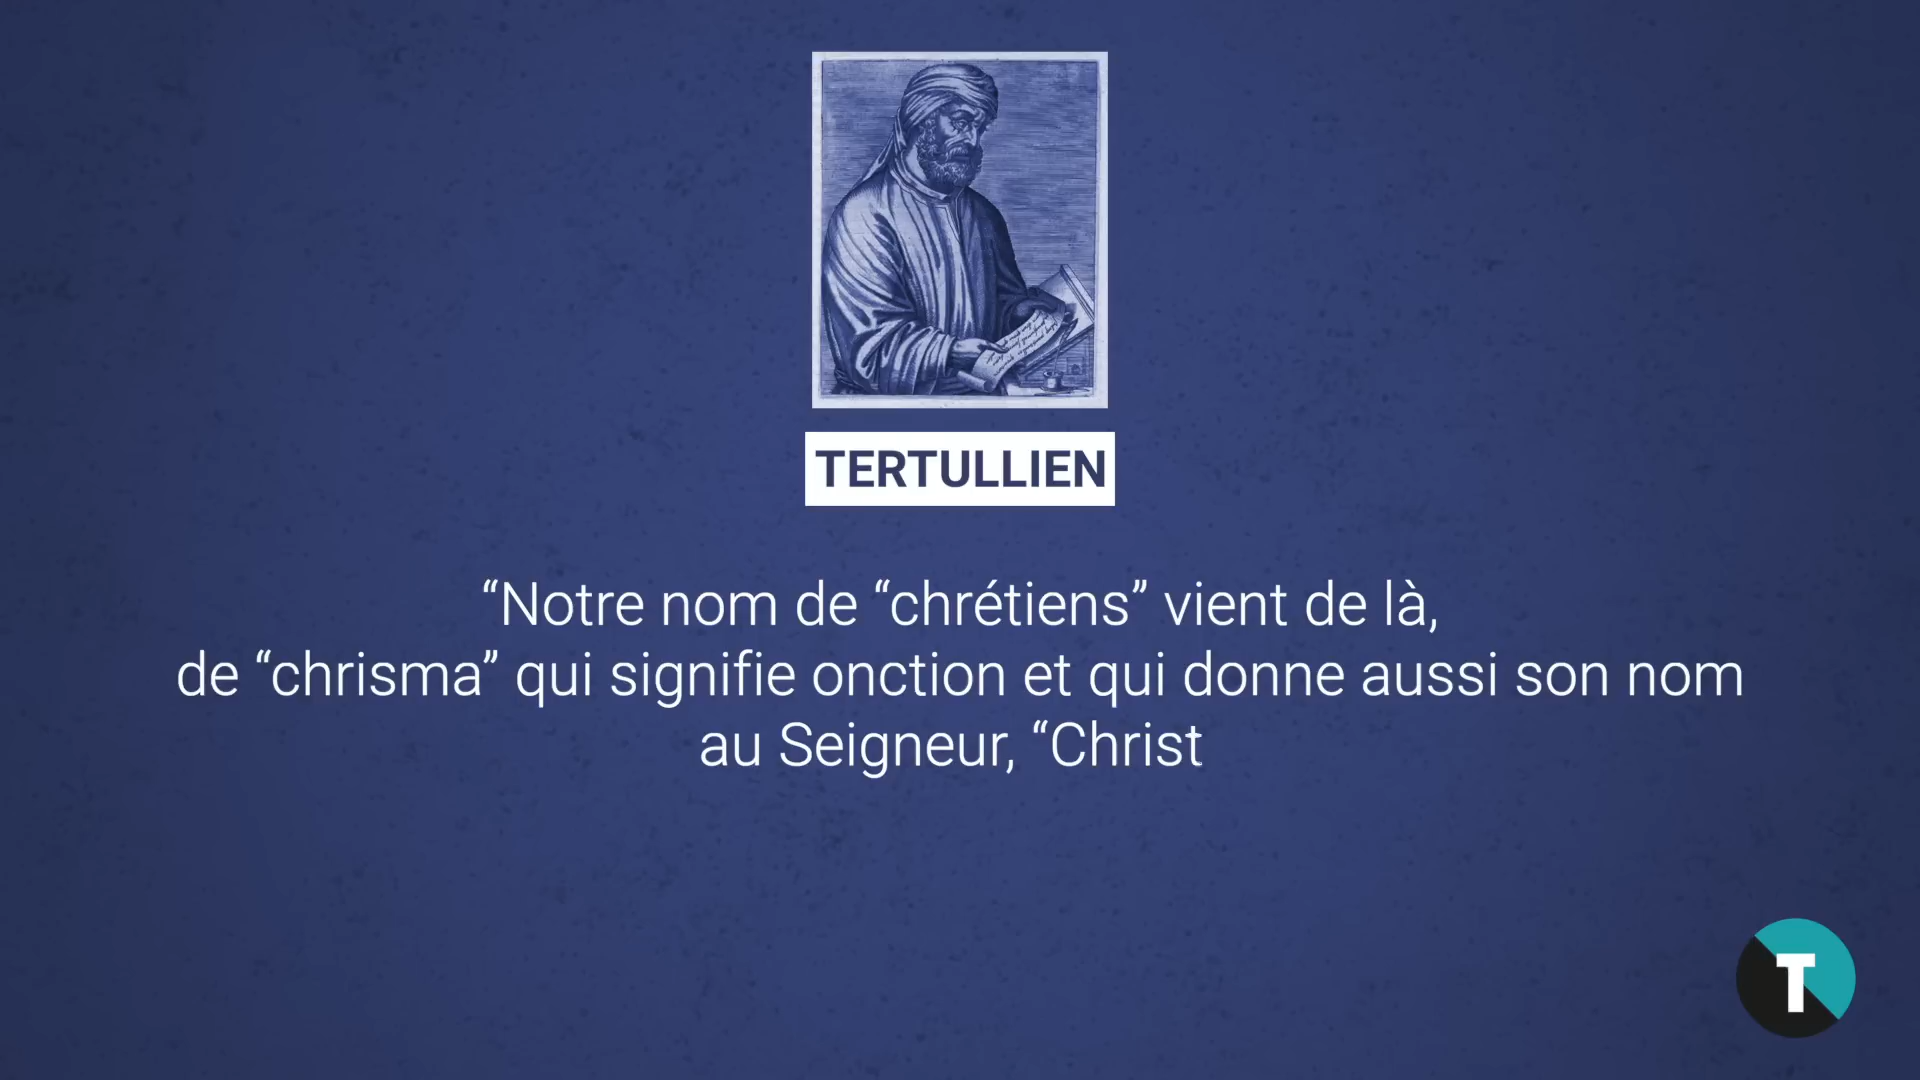 TERTULLIEN
“Notre nom de “chrétiens” vient de là,
de “chrisma” qui signifie onction et qui donne aussi son nom
au Seigneur, “Christ
T